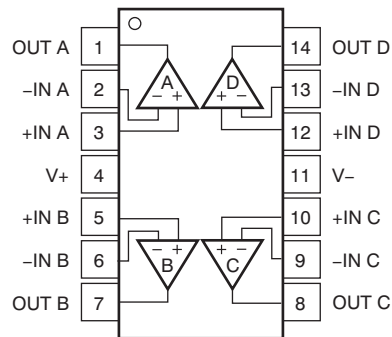 OUT A 1 14 OUT D
−IN A 2 A D 13 −IN D
− + + −
+IN A 3 12 +IN D
V+ 4 11 V−
+IN B 5 10 +IN C
− + + −
−IN B 6 B C 9 −IN C
OUT B 7 8 OUT C